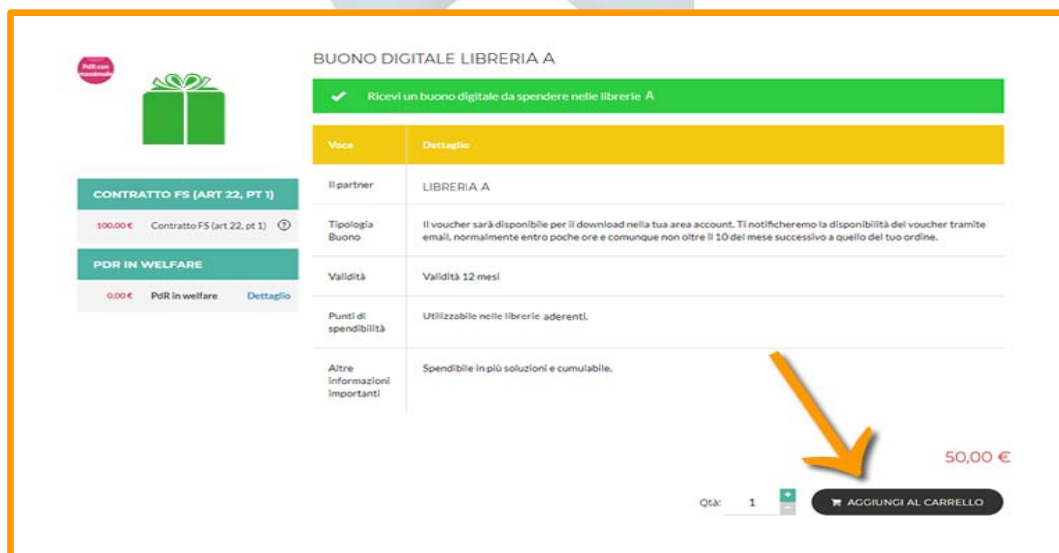 PdR con
massimale
BUONO DIGITALE LIBRERIA A
Ricevi un buono digitale da spendere nelle librerie A
Voce Dettaglio
Il partner LIBRERIA A
CONTRATTO FS (ART 22, PT 1)
100.00 € Contratto FS (art 22, pt 1) ?
Tipologia
Buono
Il voucher sarà disponibile per il download nella tua area account. Ti notificheremo la disponibilità del voucher tramite
email, normalmente entro poche ore e comunque non oltre il 10 del mese successivo a quello del tuo ordine.
PDR IN WELFARE
0,00 € PdR in welfare Dettaglio
Validità Validità 12 mesi
Punti di
spendibilità
Utilizzabile nelle librerie aderenti.
Altre
informazioni
importanti
Spendibile in più soluzioni e cumulabile.
50,00 €
Qtà: 1 + −
AGGIUNGI AL CARRELLO